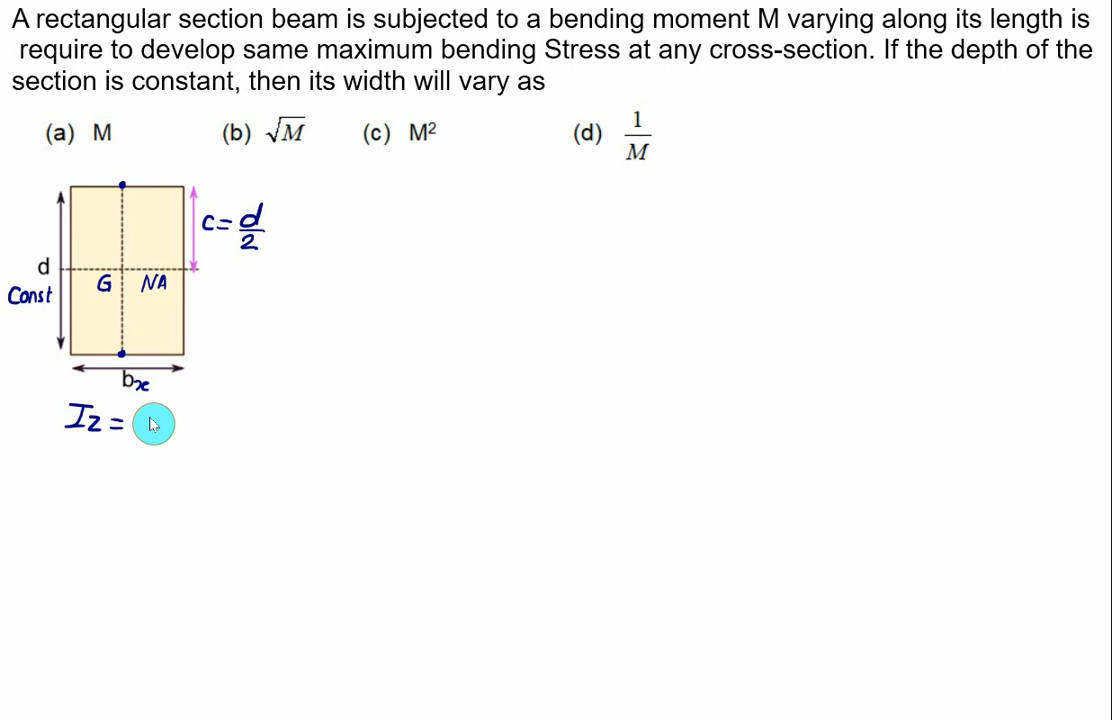 A rectangular section beam is subjected to a bending moment M varying along its length is
require to develop same maximum bending Stress at any cross-section. If the depth of the
section is constant, then its width will vary as
(a) M (b) √M (c) M² (d) 1/M
c = d/2
d
Const
G NA
bx
Iz =